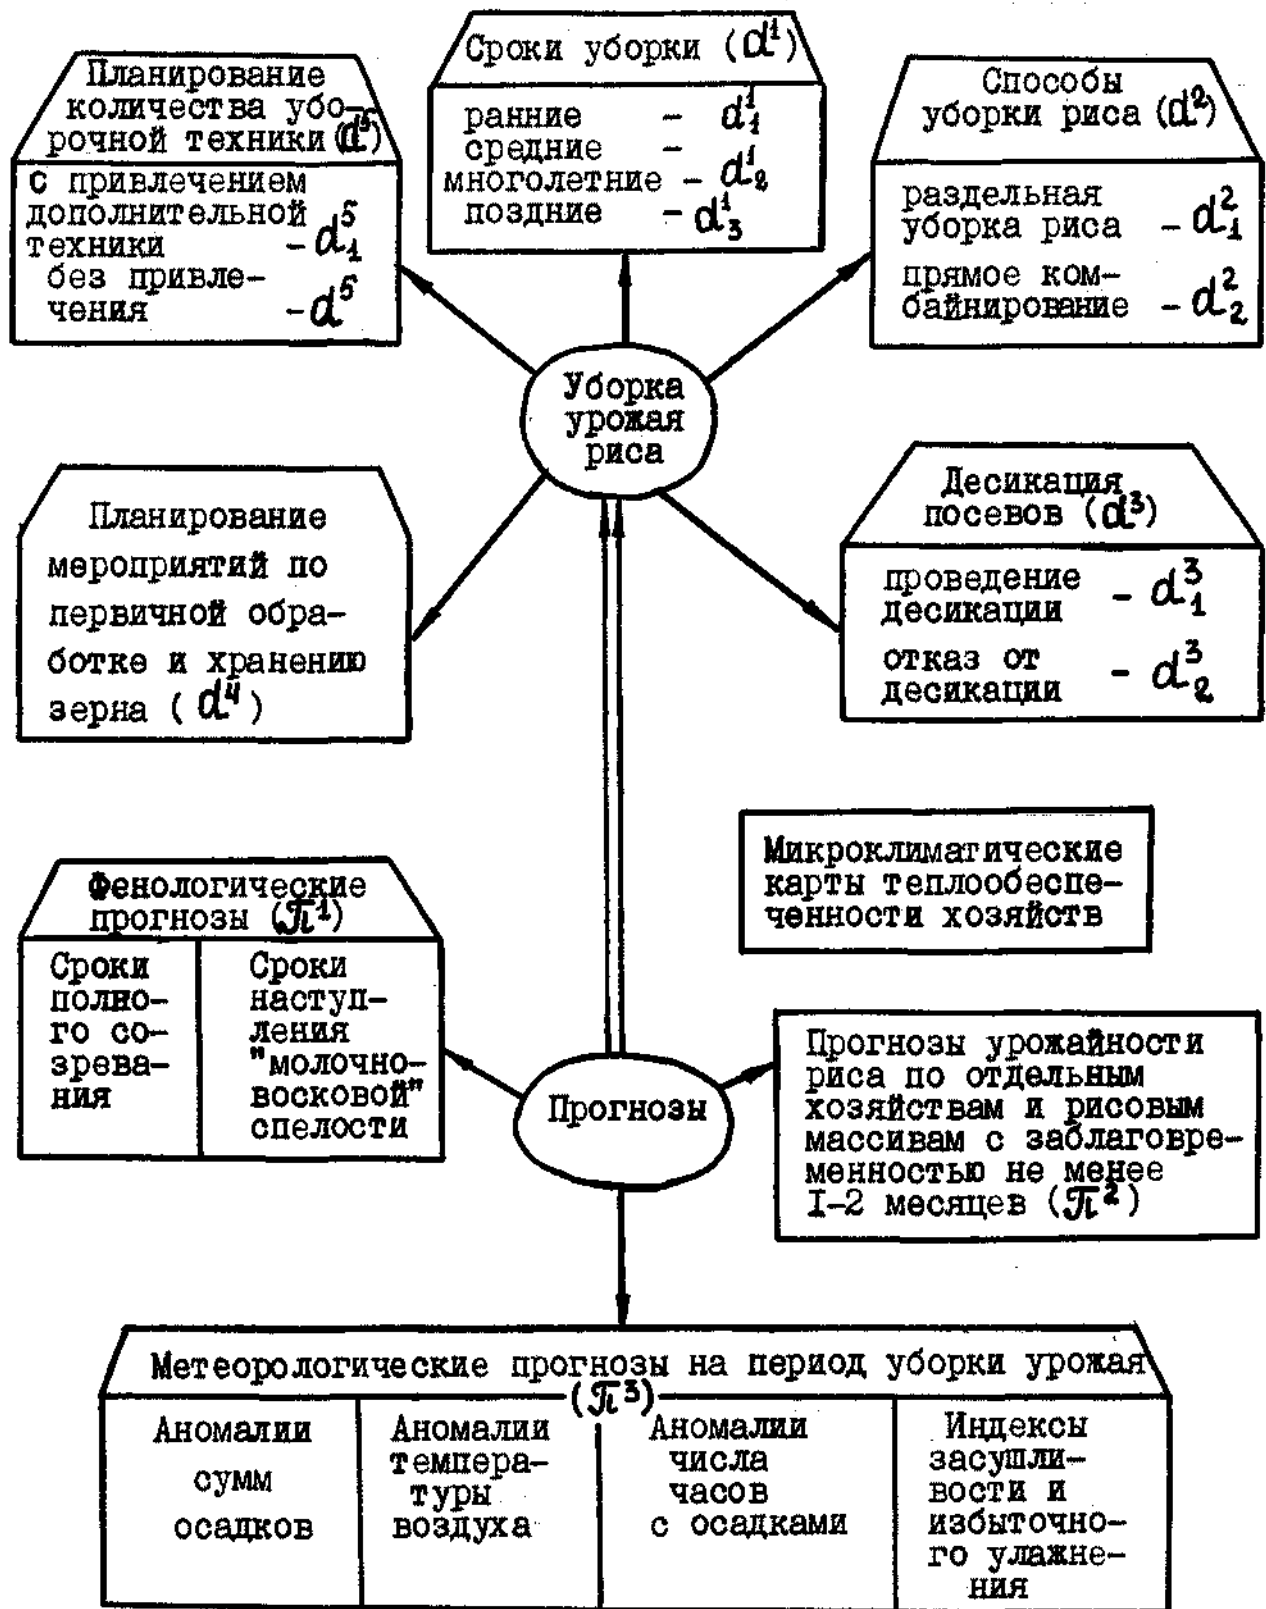 Планирование
количества убо-
рочной техники (d⁵)
с привлечением
дополнительной
техники - d⁵₁
без привле-
чения - d⁵
Сроки уборки (d¹)
ранние - d¹₁
средние -
многолетние - d¹₂
поздние - d¹₃
Способы
уборки риса (d²)
раздельная
уборка риса - d²₁
прямое ком-
байнирование - d²₂
Уборка
урожая
риса
Планирование
мероприятий по
первичной обра-
ботке и хранению
зерна (d⁴)
Десикация
посевов (d³)
проведение
десикации - d³₁
отказ от
десикации - d³₂
Микроклиматические
карты теплообеспе-
ченности хозяйств
Фенологические
прогнозы (π¹)
Сроки
полно-
го со-
зрева-
ния
Сроки
наступ-
ления
"молочно-
восковой"
спелости
Прогнозы
Прогнозы урожайности
риса по отдельным
хозяйствам и рисовым
массивам с заблаговре-
менностью не менее
I-2 месяцев (π²)
Метеорологические прогнозы на период уборки урожая
(π³)
Аномалии
сумм
осадков
Аномалии
темпера-
туры
воздуха
Аномалии
числа
часов
с осадками
Индексы
засушли-
вости и
избыточно-
го улажне-
ния